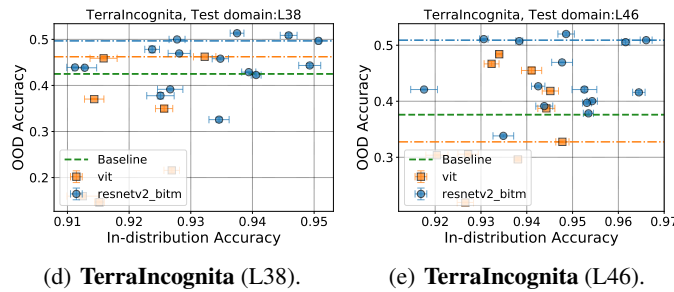 TerraIncognita, Test domain:L38
OOD Accuracy
0.5
0.4
0.3
0.2
Baseline
vit
resnetv2_bitm
0.91 0.92 0.93 0.94 0.95
In-distribution Accuracy
(d) TerraIncognita (L38).
TerraIncognita, Test domain:L46
OOD Accuracy
0.5
0.4
0.3
Baseline
vit
resnetv2_bitm
0.92 0.93 0.94 0.95 0.96 0.97
In-distribution Accuracy
(e) TerraIncognita (L46).